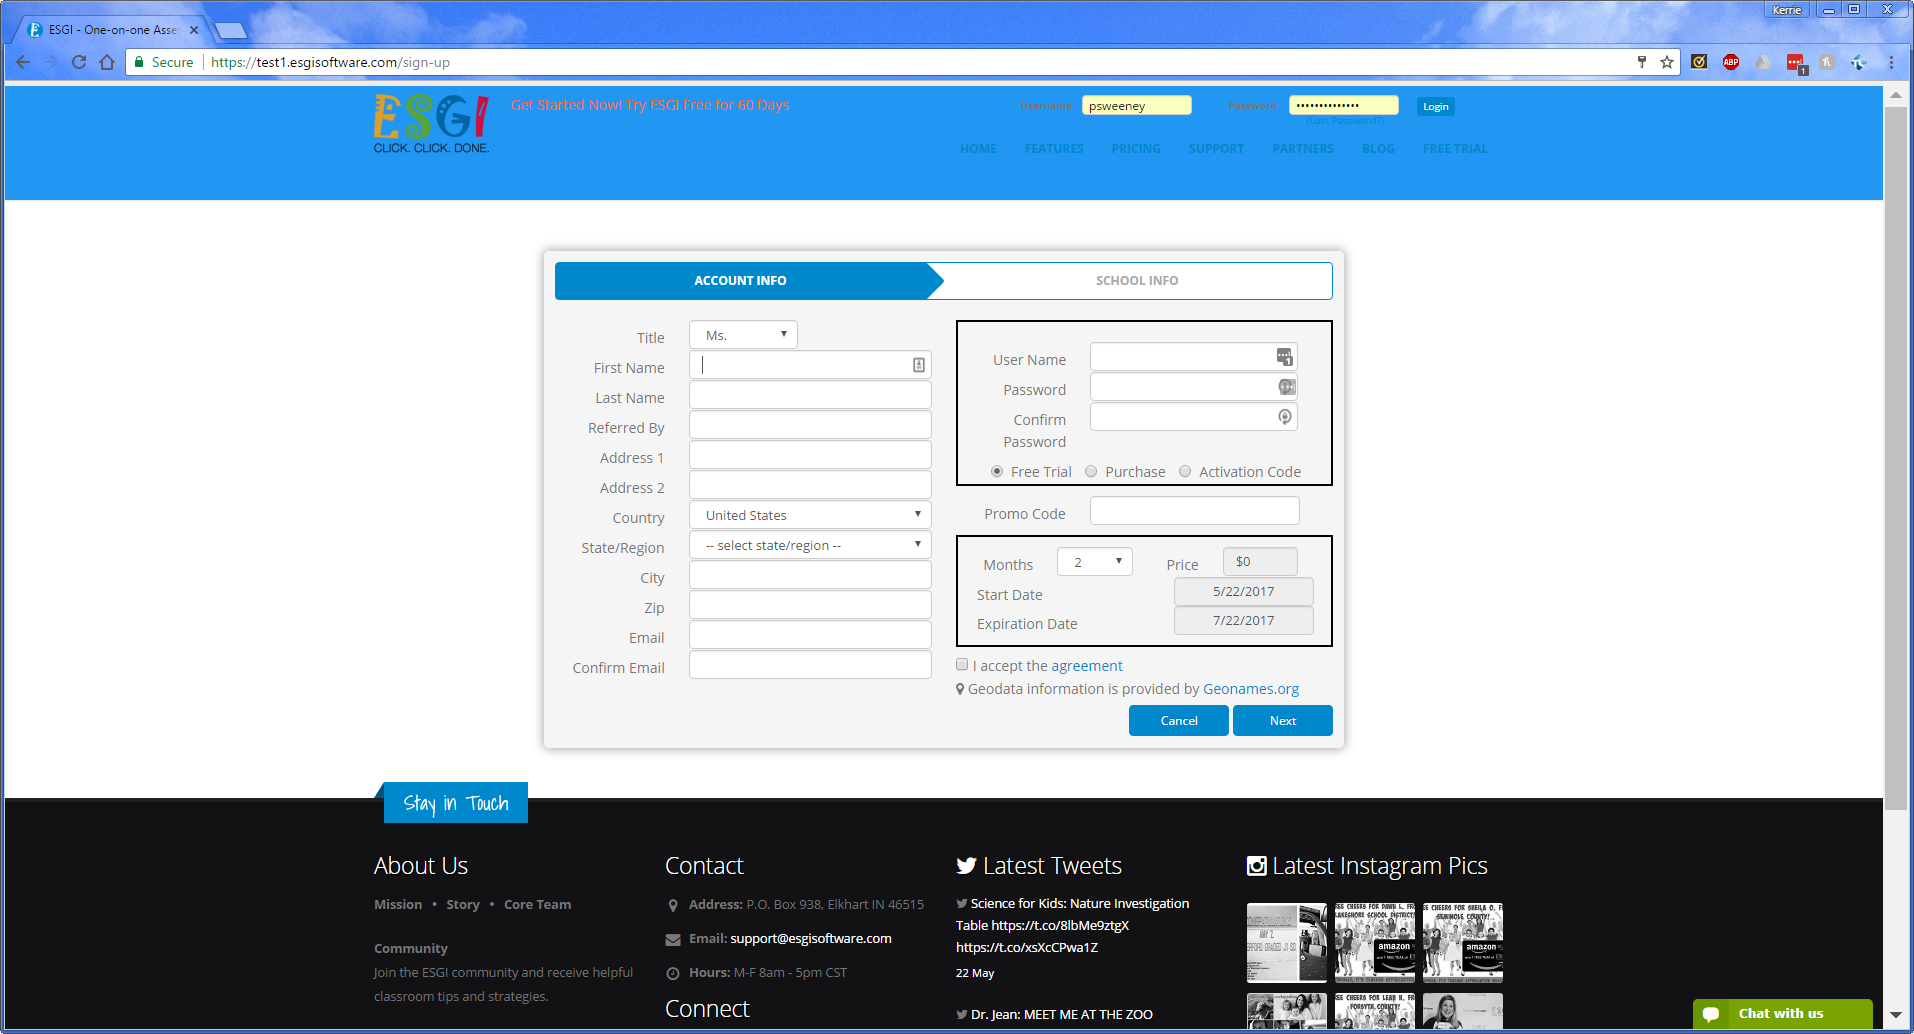 Kerrie
ESGI - One-on-one Asse
Secure
https://test1.esgisoftware.com/sign-up
ABP
1
ESGI
CLICK. CLICK. DONE.
Get Started Now! Try ESGI Free for 60 Days
Username
psweeney
Password
••••••••••••••
Login
(Lost Password?)
HOME FEATURES PRICING SUPPORT PARTNERS BLOG FREE TRIAL
ACCOUNT INFO
SCHOOL INFO
Title
Ms.
First Name
Last Name
Referred By
Address 1
Address 2
Country
United States
State/Region
-- select state/region --
City
Zip
Email
Confirm Email
User Name
Password
Confirm
Password
Free Trial
Purchase
Activation Code
Promo Code
Months
2
Price
$0
Start Date
5/22/2017
Expiration Date
7/22/2017
I accept the agreement
Geodata information is provided by Geonames.org
Cancel
Next
Stay in Touch
About Us
Mission • Story • Core Team
Community
Join the ESGI community and receive helpful
classroom tips and strategies.
Contact
Address: P.O. Box 938, Elkhart IN 46515
Email: support@esgisoftware.com
Hours: M-F 8am - 5pm CST
Connect
Latest Tweets
Science for Kids: Nature Investigation
Table https://t.co/8lbMe9ztgX
https://t.co/xsXcCPwa1Z
22 May
Dr. Jean: MEET ME AT THE ZOO
Latest Instagram Pics
amazon
amazon
Chat with us